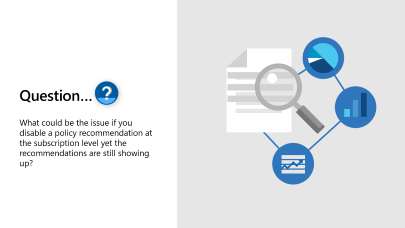 Question... ?
What could be the issue if you
disable a policy recommendation at
the subscription level yet the
recommendations are still showing
up?